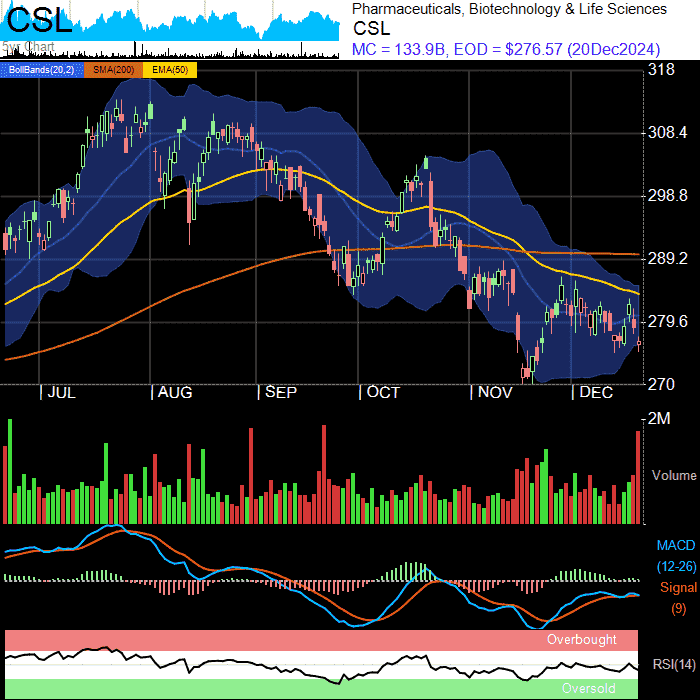 CSL
5yr Chart
Pharmaceuticals, Biotechnology & Life Sciences
CSL
MC = 133.9B, EOD = $276.57 (20Dec2024)
BollBands(20,2) SMA(200) EMA(50)
318
308.4
298.8
289.2
279.6
270
JUL AUG SEP OCT NOV DEC
2M
Volume
MACD
(12-26)
Signal
(9)
Overbought
RSI(14)
Oversold